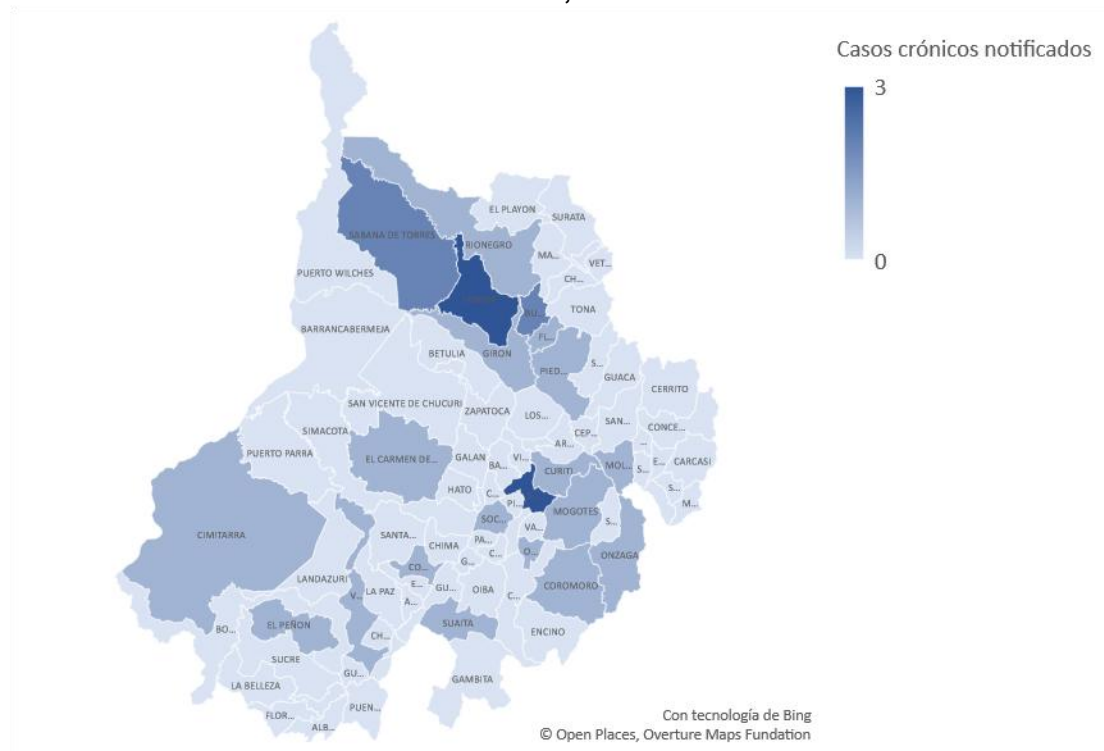 Casos crónicos notificados
3
0
EL PLAYON
SURATA
SABANA DE TORRES
RIONEGRO
MA...
VET...
PUERTO WILCHES
CH...
TONA
BU...
BARRANCABERMEJA
FL...
BETULIA
GIRON
PIED...
S...
GUACA
CERRITO
SAN VICENTE DE CHUCURI
ZAPATOCA
LOS...
SAN...
CONCE...
SIMACOTA
CEP...
AR...
...
PUERTO PARRA
EL CARMEN DE...
GALAN
BA...
VI...
CURITI
MOL...
S...
E...
CARCASI
HATO
C...
PI...
MOGOTES
S...
M...
SOC...
VA...
S...
CIMITARRA
SANTA...
CHIMA
PA...
C...
O...
ONZAGA
G...
CO...
LANDAZURI
LA PAZ
E...
GU...
OIBA
C...
COROMORO
V...
A...
BO...
EL PEÑON
CH...
SUAITA
ENCINO
SUCRE
GU...
LA BELLEZA
GAMBITA
PUEN...
FLOR...
ALB...
Con tecnología de Bing
© Open Places, Overture Maps Foundation